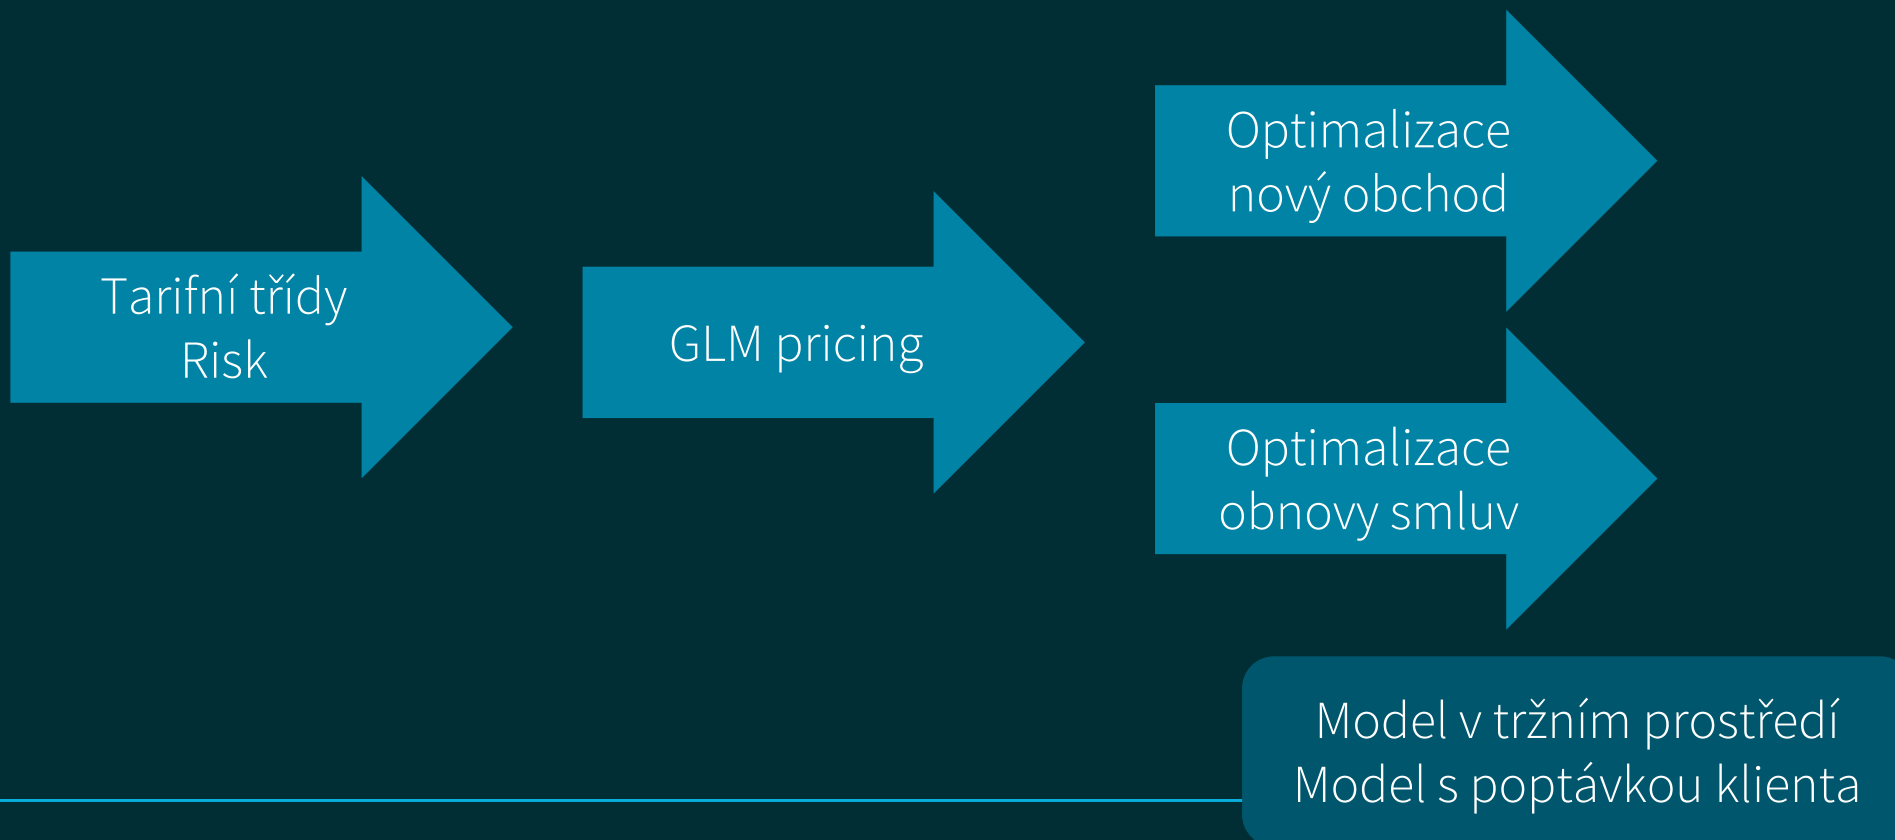 Tarifní třídy
Risk
GLM pricing
Optimalizace
nový obchod
Optimalizace
obnovy smluv
Model v tržním prostředí
Model s poptávkou klienta